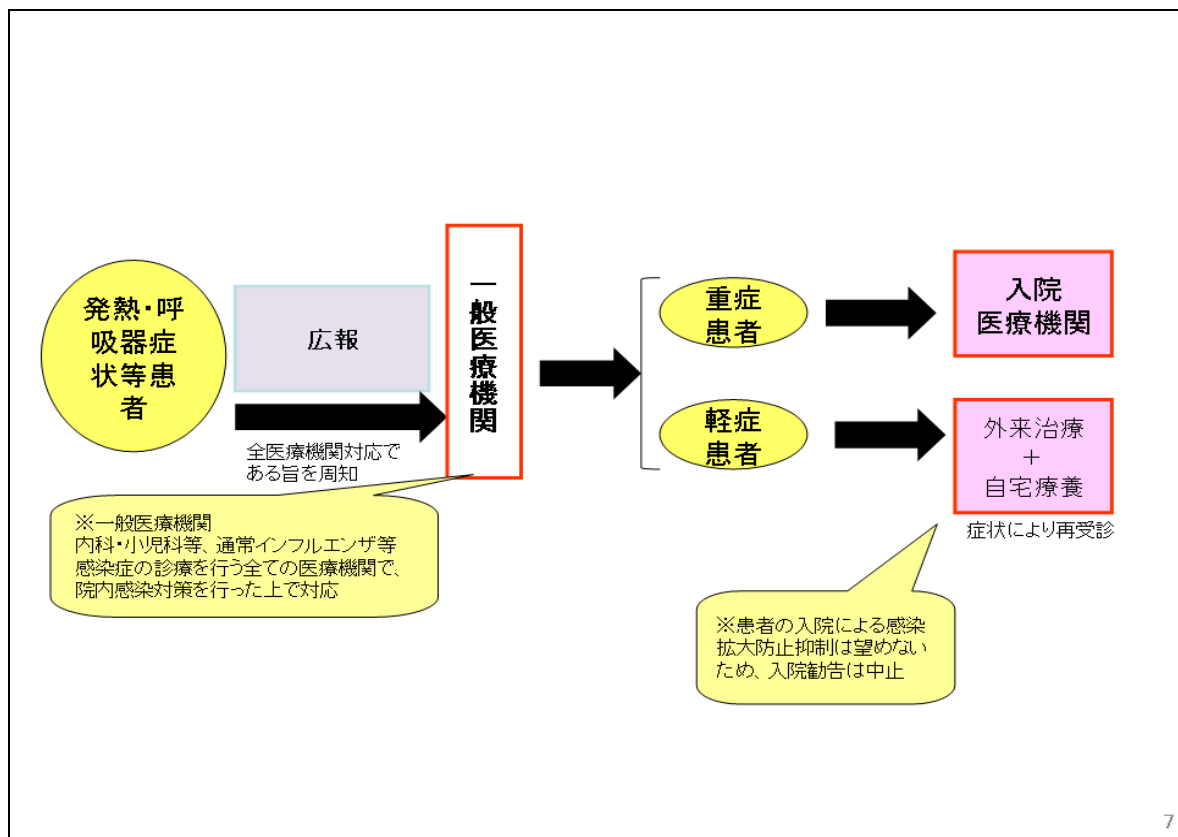 発熱・呼
吸器症
状等患
者
広報
全医療機関対応で
ある旨を周知
一般医療機関
※一般医療機関
内科・小児科等、通常インフルエンザ等
感染症の診療を行う全ての医療機関で、
院内感染対策を行った上で対応
重症
患者
軽症
患者
入院
医療機関
外来治療
+
自宅療養
症状により再受診
※患者の入院による感染
拡大防止抑制は望めない
ため、入院勧告は中止
7